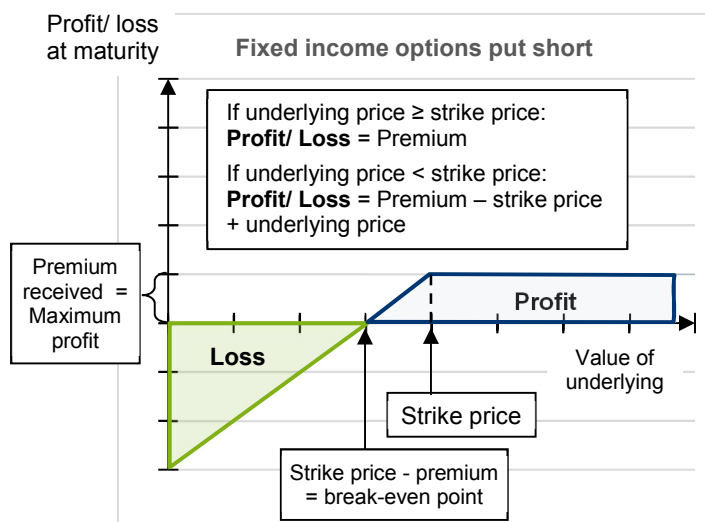 Profit/ loss
at maturity
Fixed income options put short
If underlying price ≥ strike price:
Profit/ Loss = Premium
If underlying price < strike price:
Profit/ Loss = Premium – strike price
+ underlying price
Premium
received =
Maximum
profit
Profit
Loss
Value of
underlying
Strike price
Strike price - premium
= break-even point